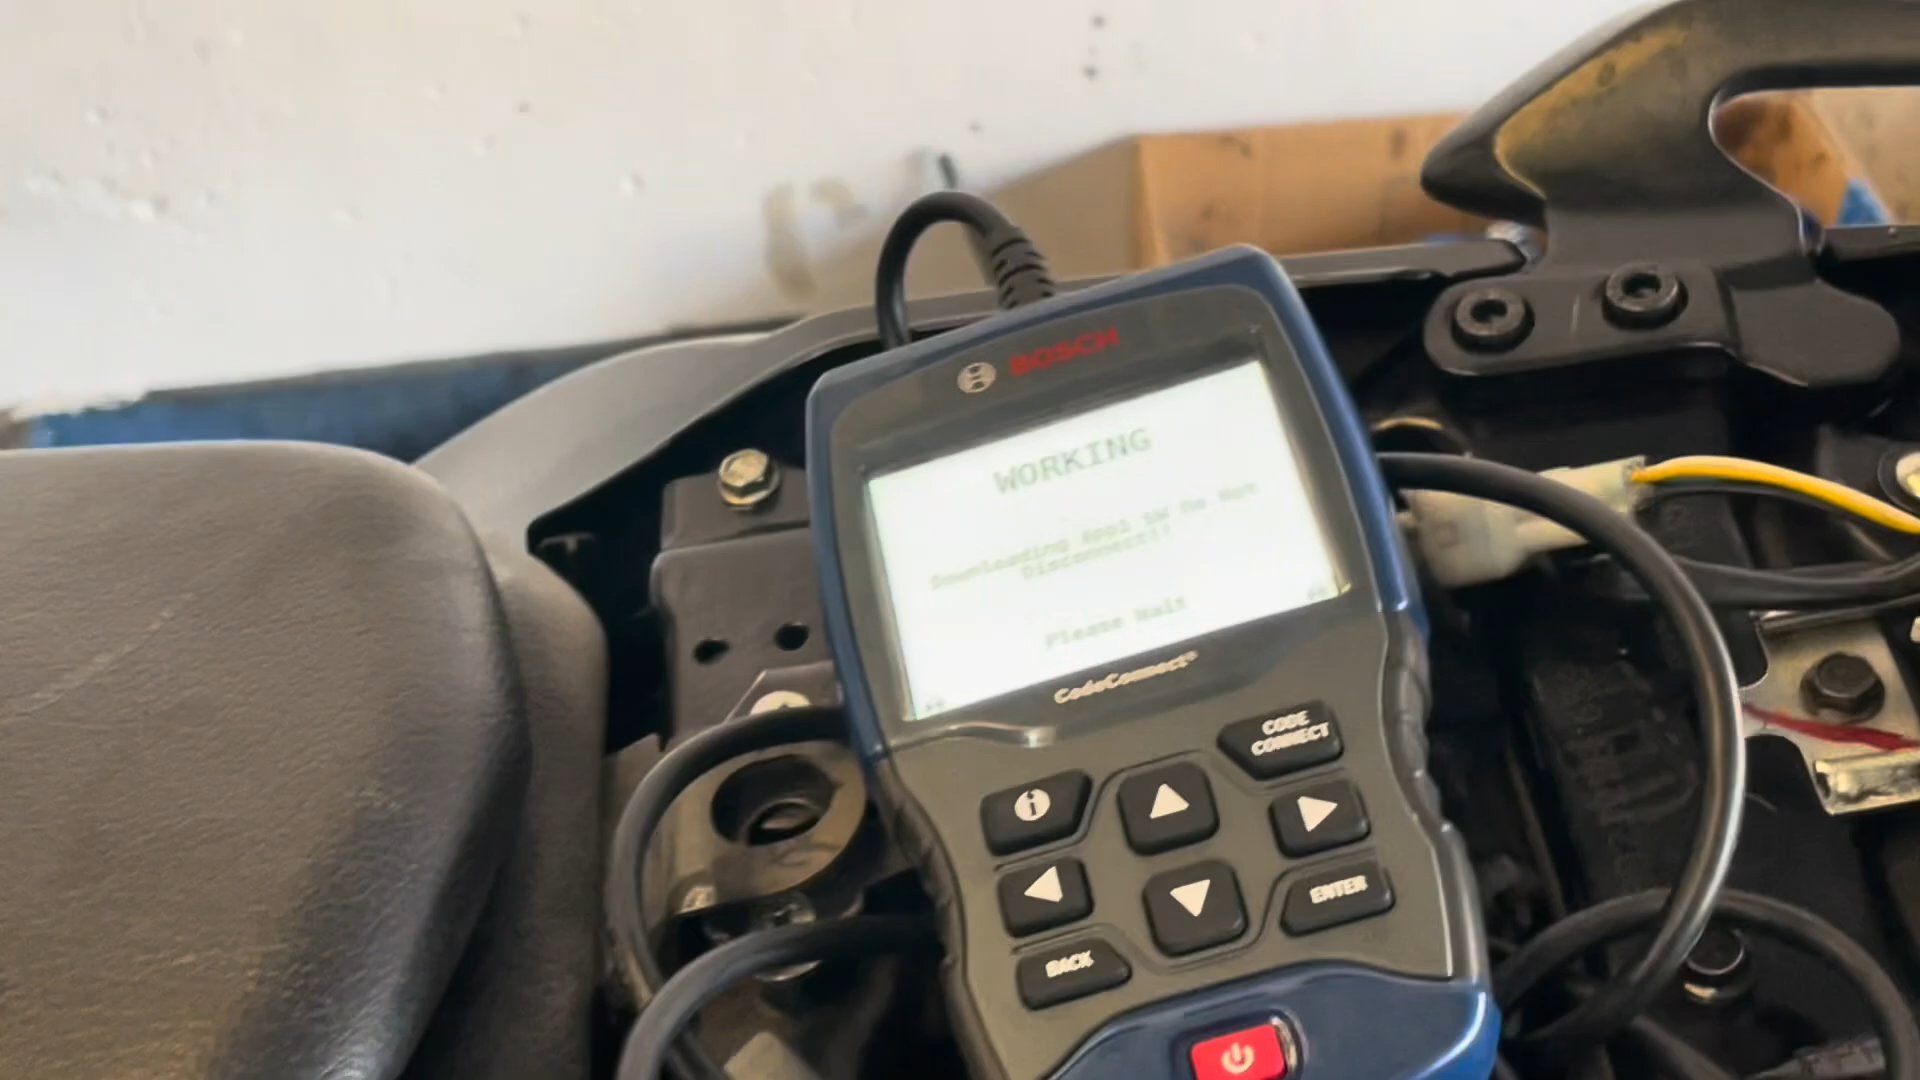 BOSCH
WORKING
Downloading Appl SW Do Not
Disconnect!!
Please Wait
CodeConnect®
CODE
CONNECT
ENTER
BACK